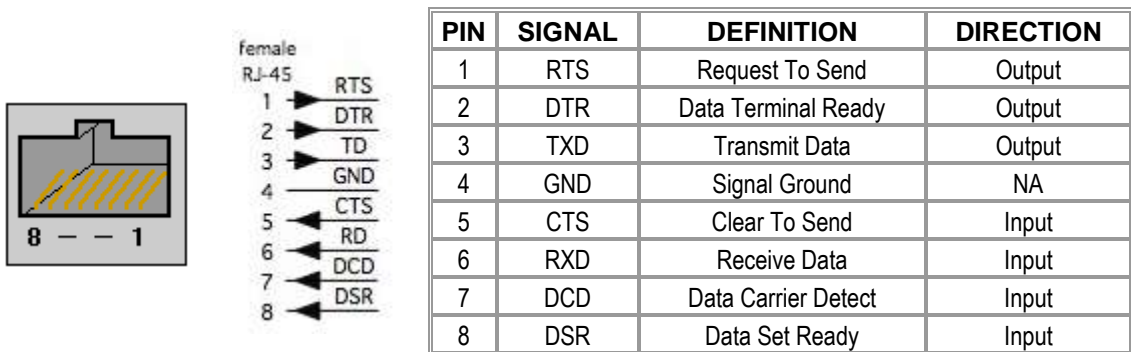 8 – – 1
female
RJ-45
1 RTS
2 DTR
3 TD
4 GND
5 CTS
6 RD
7 DCD
8 DSR
PIN SIGNAL DEFINITION DIRECTION
1 RTS Request To Send Output
2 DTR Data Terminal Ready Output
3 TXD Transmit Data Output
4 GND Signal Ground NA
5 CTS Clear To Send Input
6 RXD Receive Data Input
7 DCD Data Carrier Detect Input
8 DSR Data Set Ready Input